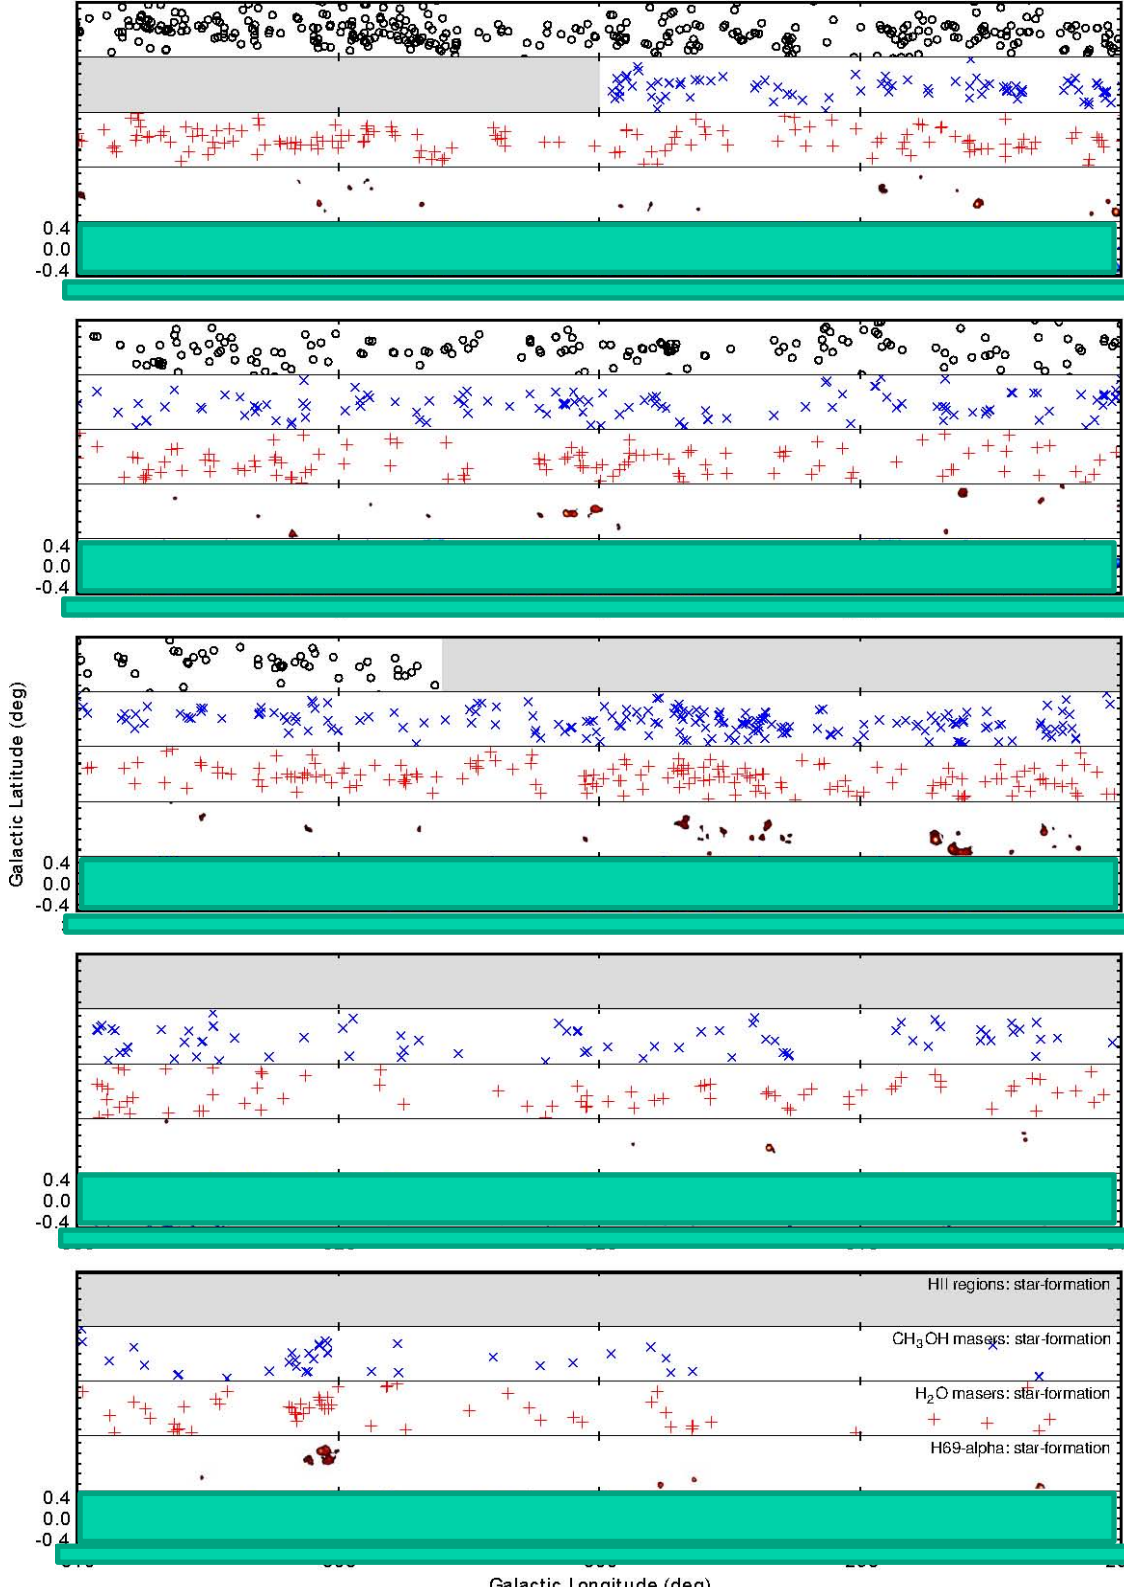 0.4
0.0
-0.4
0.4
0.0
-0.4
Galactic Latitude (deg)
0.4
0.0
-0.4
0.4
0.0
-0.4
HII regions: star-formation
CH3OH masers: star-formation
H2O masers: star-formation
H69-alpha: star-formation
0.4
0.0
-0.4
Galactic Longitude (deg)